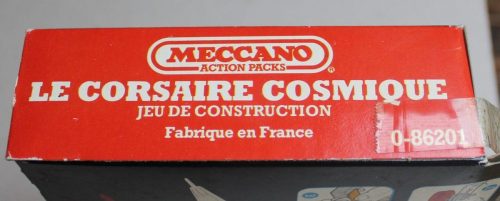 MECCANO
ACTION PACKS
®
LE CORSAIRE COSMIQUE
JEU DE CONSTRUCTION
Fabrique en France
0-86201